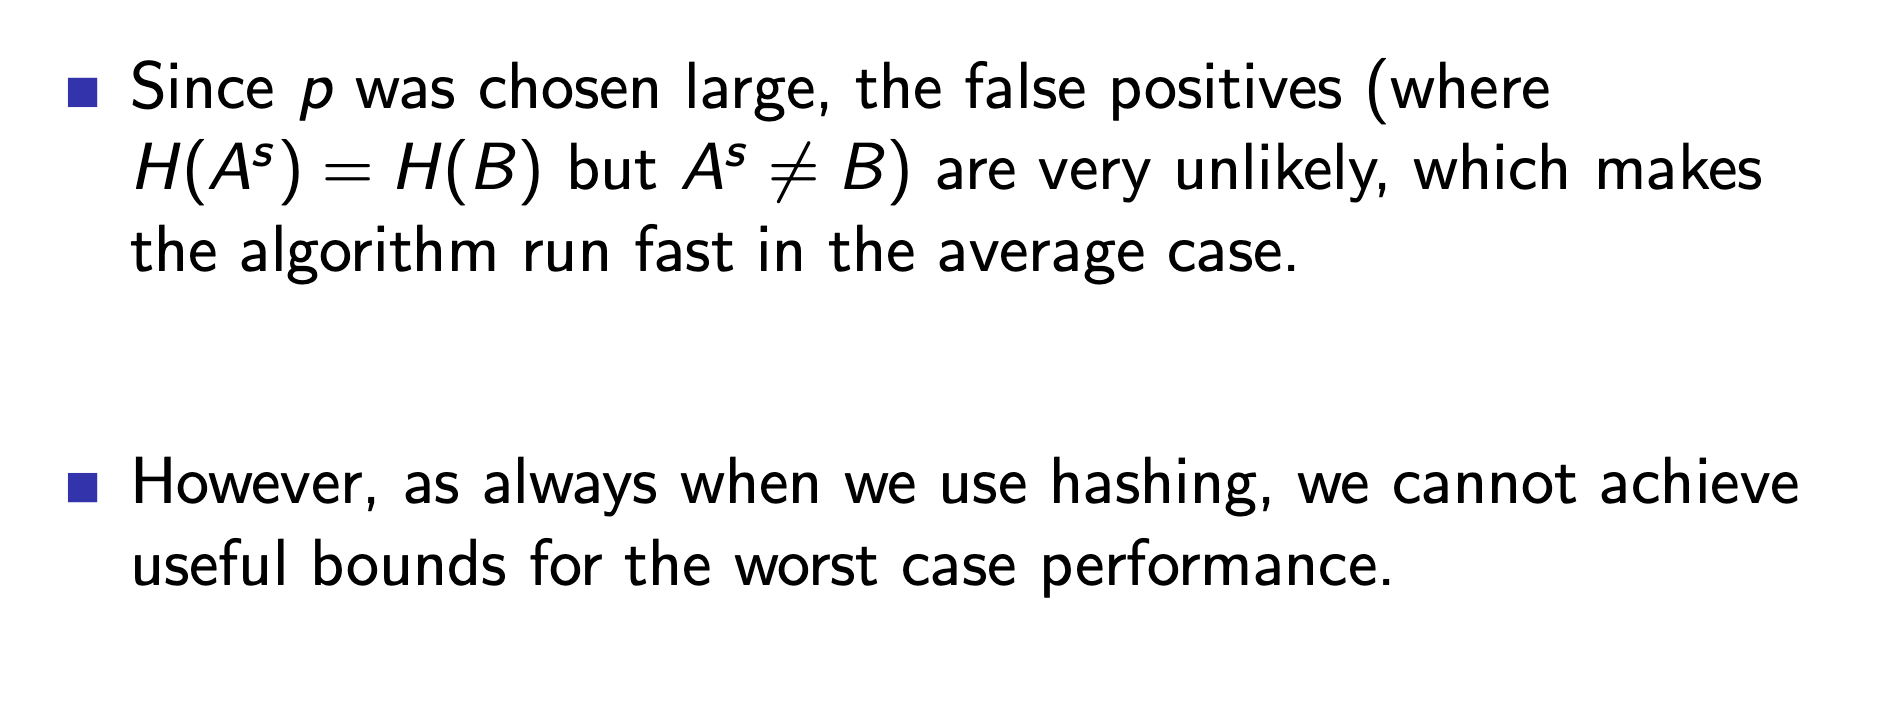 Since p was chosen large, the false positives (where
H(Aˢ) = H(B) but Aˢ ≠ B) are very unlikely, which makes
the algorithm run fast in the average case.
However, as always when we use hashing, we cannot achieve
useful bounds for the worst case performance.